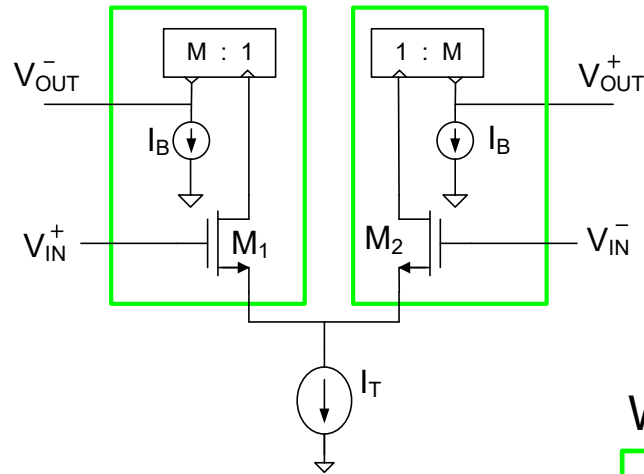 M : 1
1 : M
V_OUT^-
V_OUT^+
I_B
I_B
V_IN^+
M_1
M_2
V_IN^-
I_T